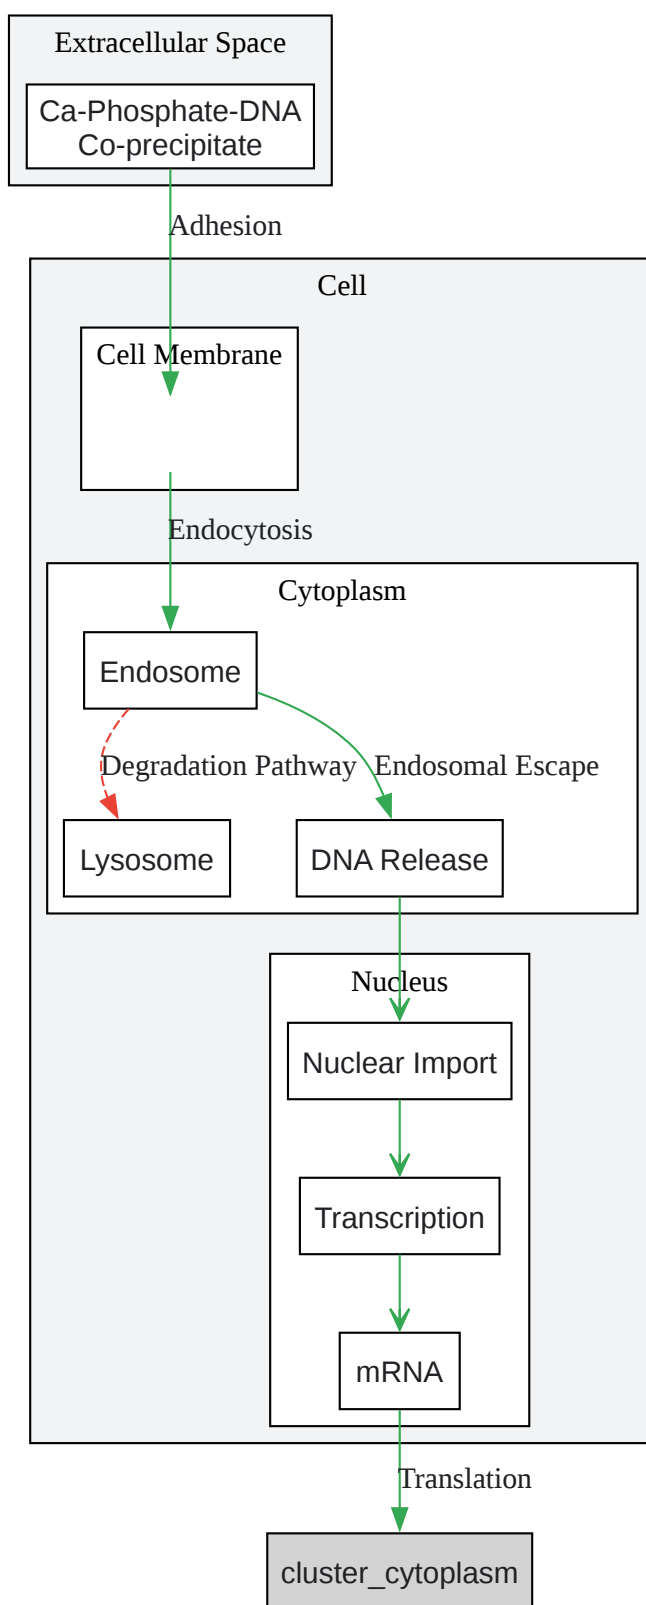 Extracellular Space
Ca-Phosphate-DNA
Co-precipitate
Adhesion
Cell
Cell Membrane
Endocytosis
Cytoplasm
Endosome
Degradation Pathway
Endosomal Escape
Lysosome
DNA Release
Nucleus
Nuclear Import
Transcription
mRNA
Translation
cluster_cytoplasm